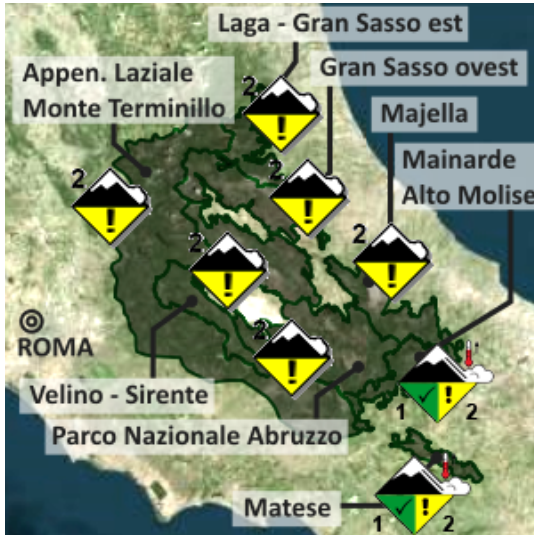 Laga - Gran Sasso est
2
Appen. Laziale
Monte Terminillo
Gran Sasso ovest
2
Majella
Mainarde
Alto Molise
2
2
2
2
ROMA
Velino - Sirente
Parco Nazionale Abruzzo
1 2
Matese
1 2